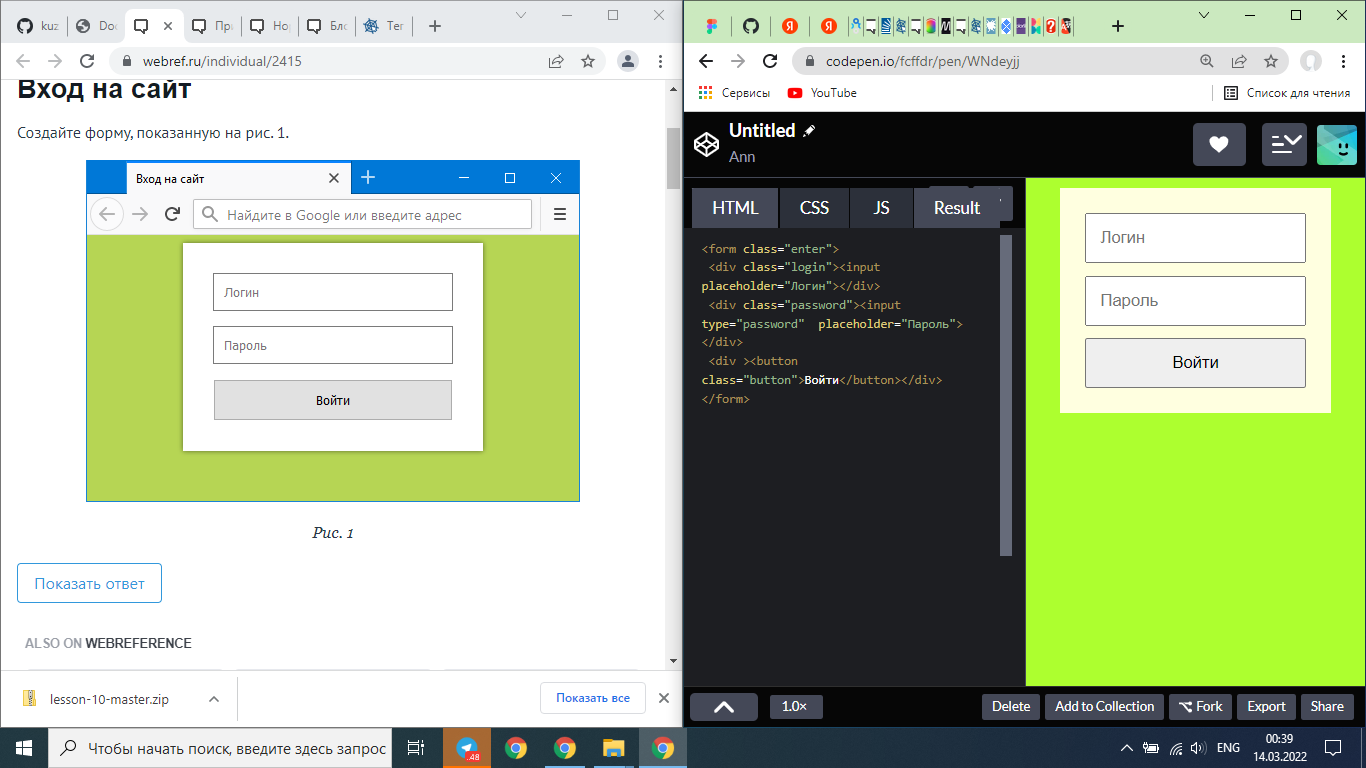 kuz
Do
Пр
Но
Бло
Тег
webref.ru/individual/2415
Вход на сайт
Создайте форму, показанную на рис. 1.
Вход на сайт
Найдите в Google или введите адрес
Логин
Пароль
Войти
Рис. 1
Показать ответ
ALSO ON WEBREFERENCE
lesson-10-master.zip
Показать все
codepen.io/fcffdr/pen/WNdeyjj
Сервисы
YouTube
Список для чтения
Untitled
Ann
HTML
CSS
JS
Result
<form class="enter">
<div class="login"><input
placeholder="Логин"></div>
<div class="password"><input
type="password"  placeholder="Пароль">
</div>
<div ><button
class="button">Войти</button></div>
</form>
Логин
Пароль
Войти
1.0×
Delete
Add to Collection
Fork
Export
Share
Чтобы начать поиск, введите здесь запрос
.48
ENG
00:39
14.03.2022